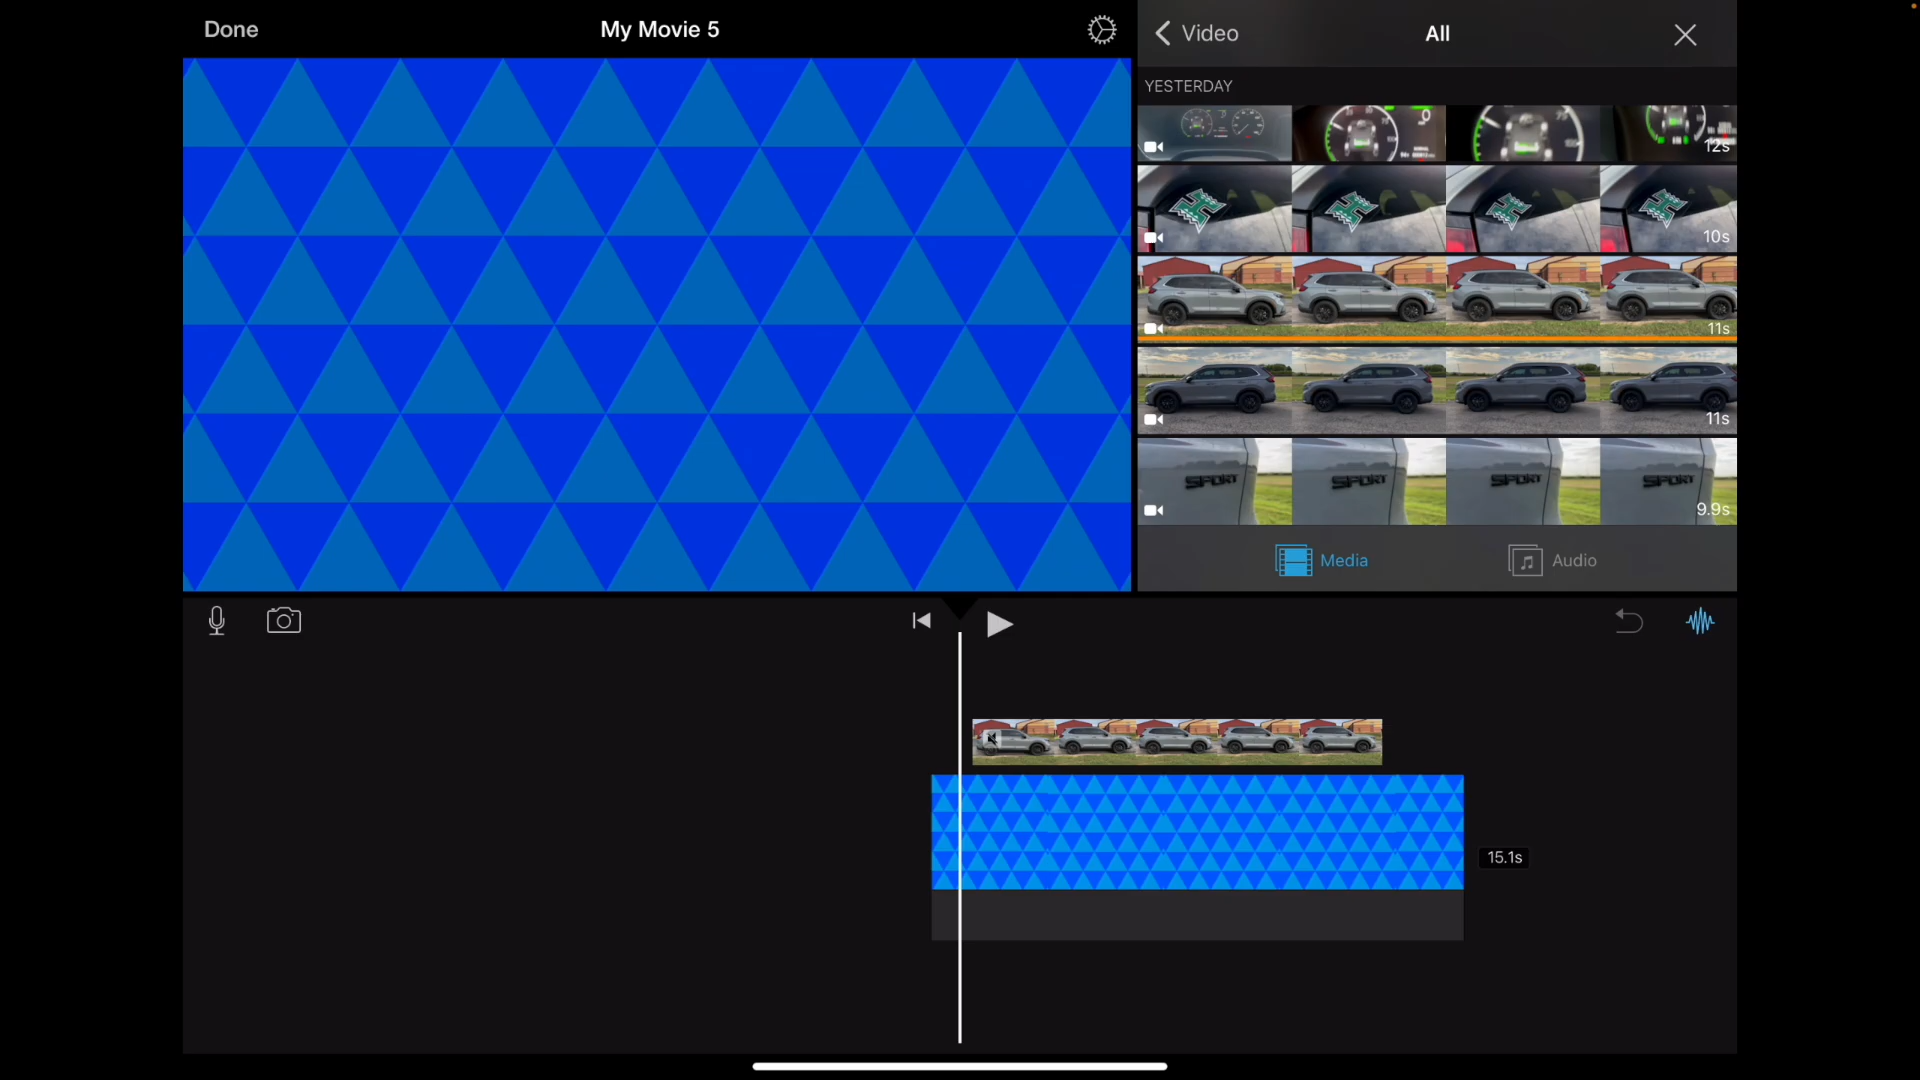 Done
My Movie 5
Video
All
YESTERDAY
12s
10s
11s
11s
SPORT
SPORT
SPORT
SPORT
9.9s
Media
Audio
15.1s